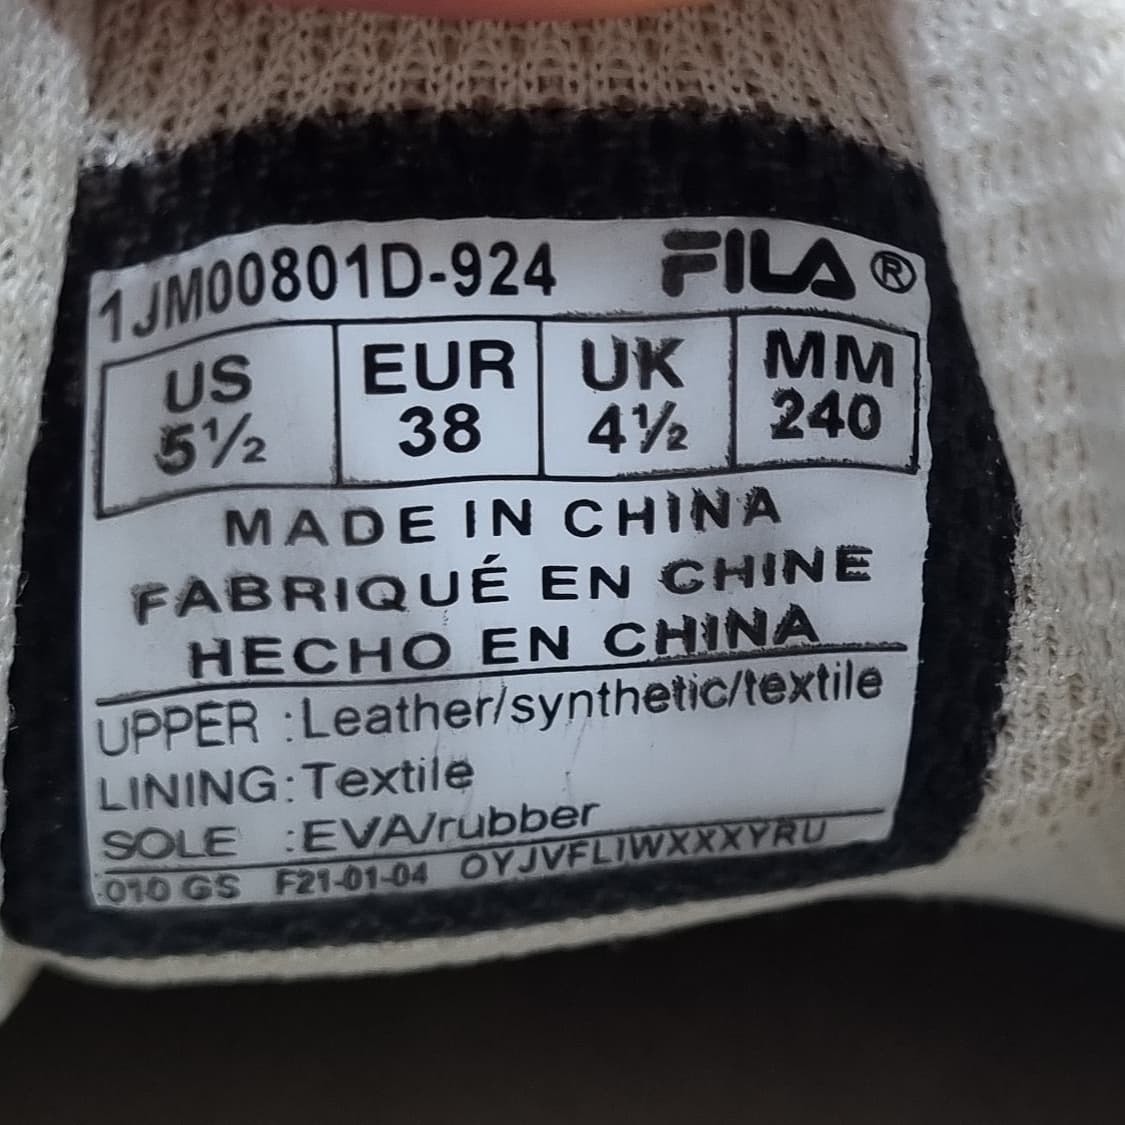 1JM00801D-924 FILA®
US EUR UK MM
5½ 38 4½ 240
MADE IN CHINA
FABRIQUÉ EN CHINE
HECHO EN CHINA
UPPER :Leather/synthetic/textile
LINING:Textile
SOLE :EVA/rubber
010 GS F21-01-04 OYJVFLIWXXXYRU